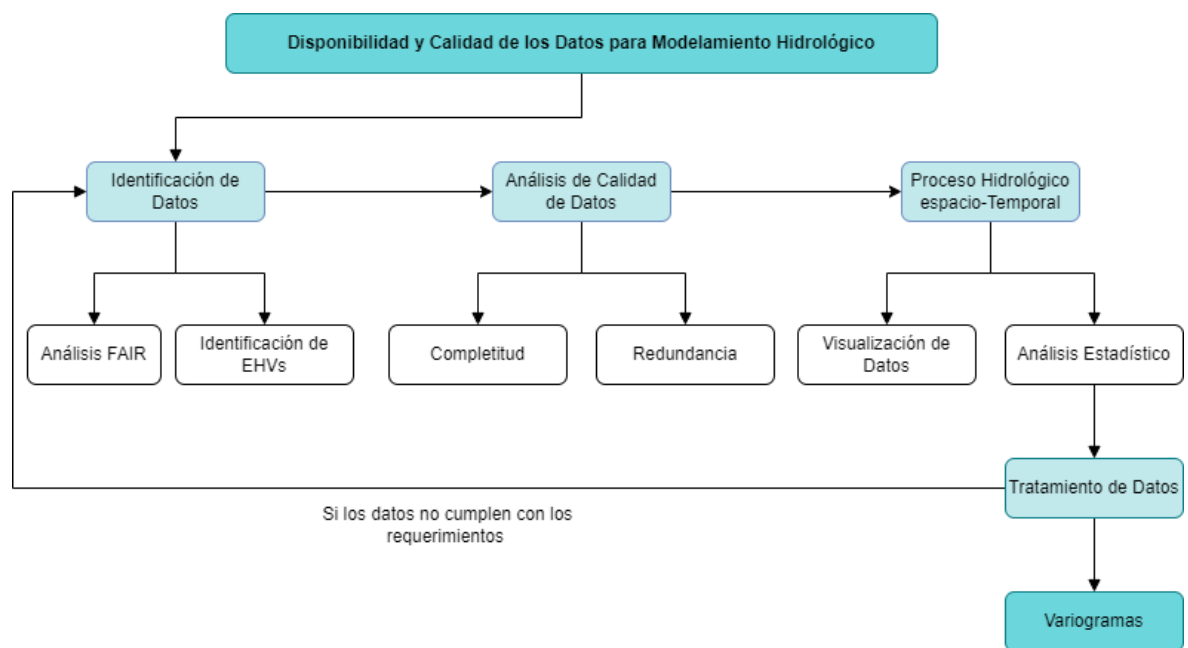 Disponibilidad y Calidad de los Datos para Modelamiento Hidrológico
Identificación de
Datos
Análisis de Calidad
de Datos
Proceso Hidrológico
espacio-Temporal
Análisis FAIR
Identificación de
EHVs
Completitud
Redundancia
Visualización de
Datos
Análisis Estadístico
Tratamiento de Datos
Si los datos no cumplen con los
requerimientos
Variogramas